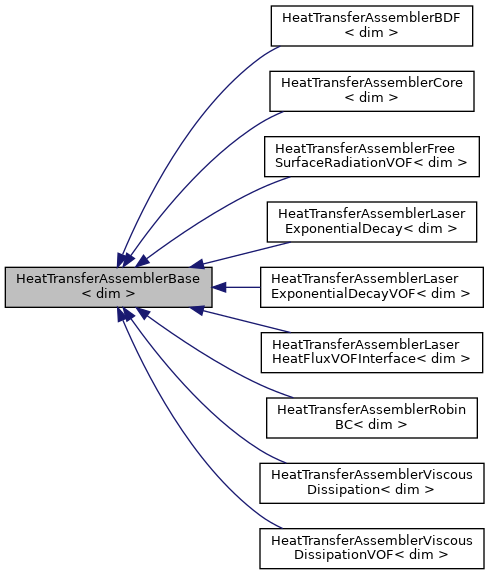 HeatTransferAssemblerBDF
< dim >
HeatTransferAssemblerCore
< dim >
HeatTransferAssemblerFree
SurfaceRadiationVOF< dim >
HeatTransferAssemblerLaser
ExponentialDecay< dim >
HeatTransferAssemblerBase
< dim >
HeatTransferAssemblerLaser
ExponentialDecayVOF< dim >
HeatTransferAssemblerLaser
HeatFluxVOFInterface< dim >
HeatTransferAssemblerRobin
BC< dim >
HeatTransferAssemblerViscous
Dissipation< dim >
HeatTransferAssemblerViscous
DissipationVOF< dim >